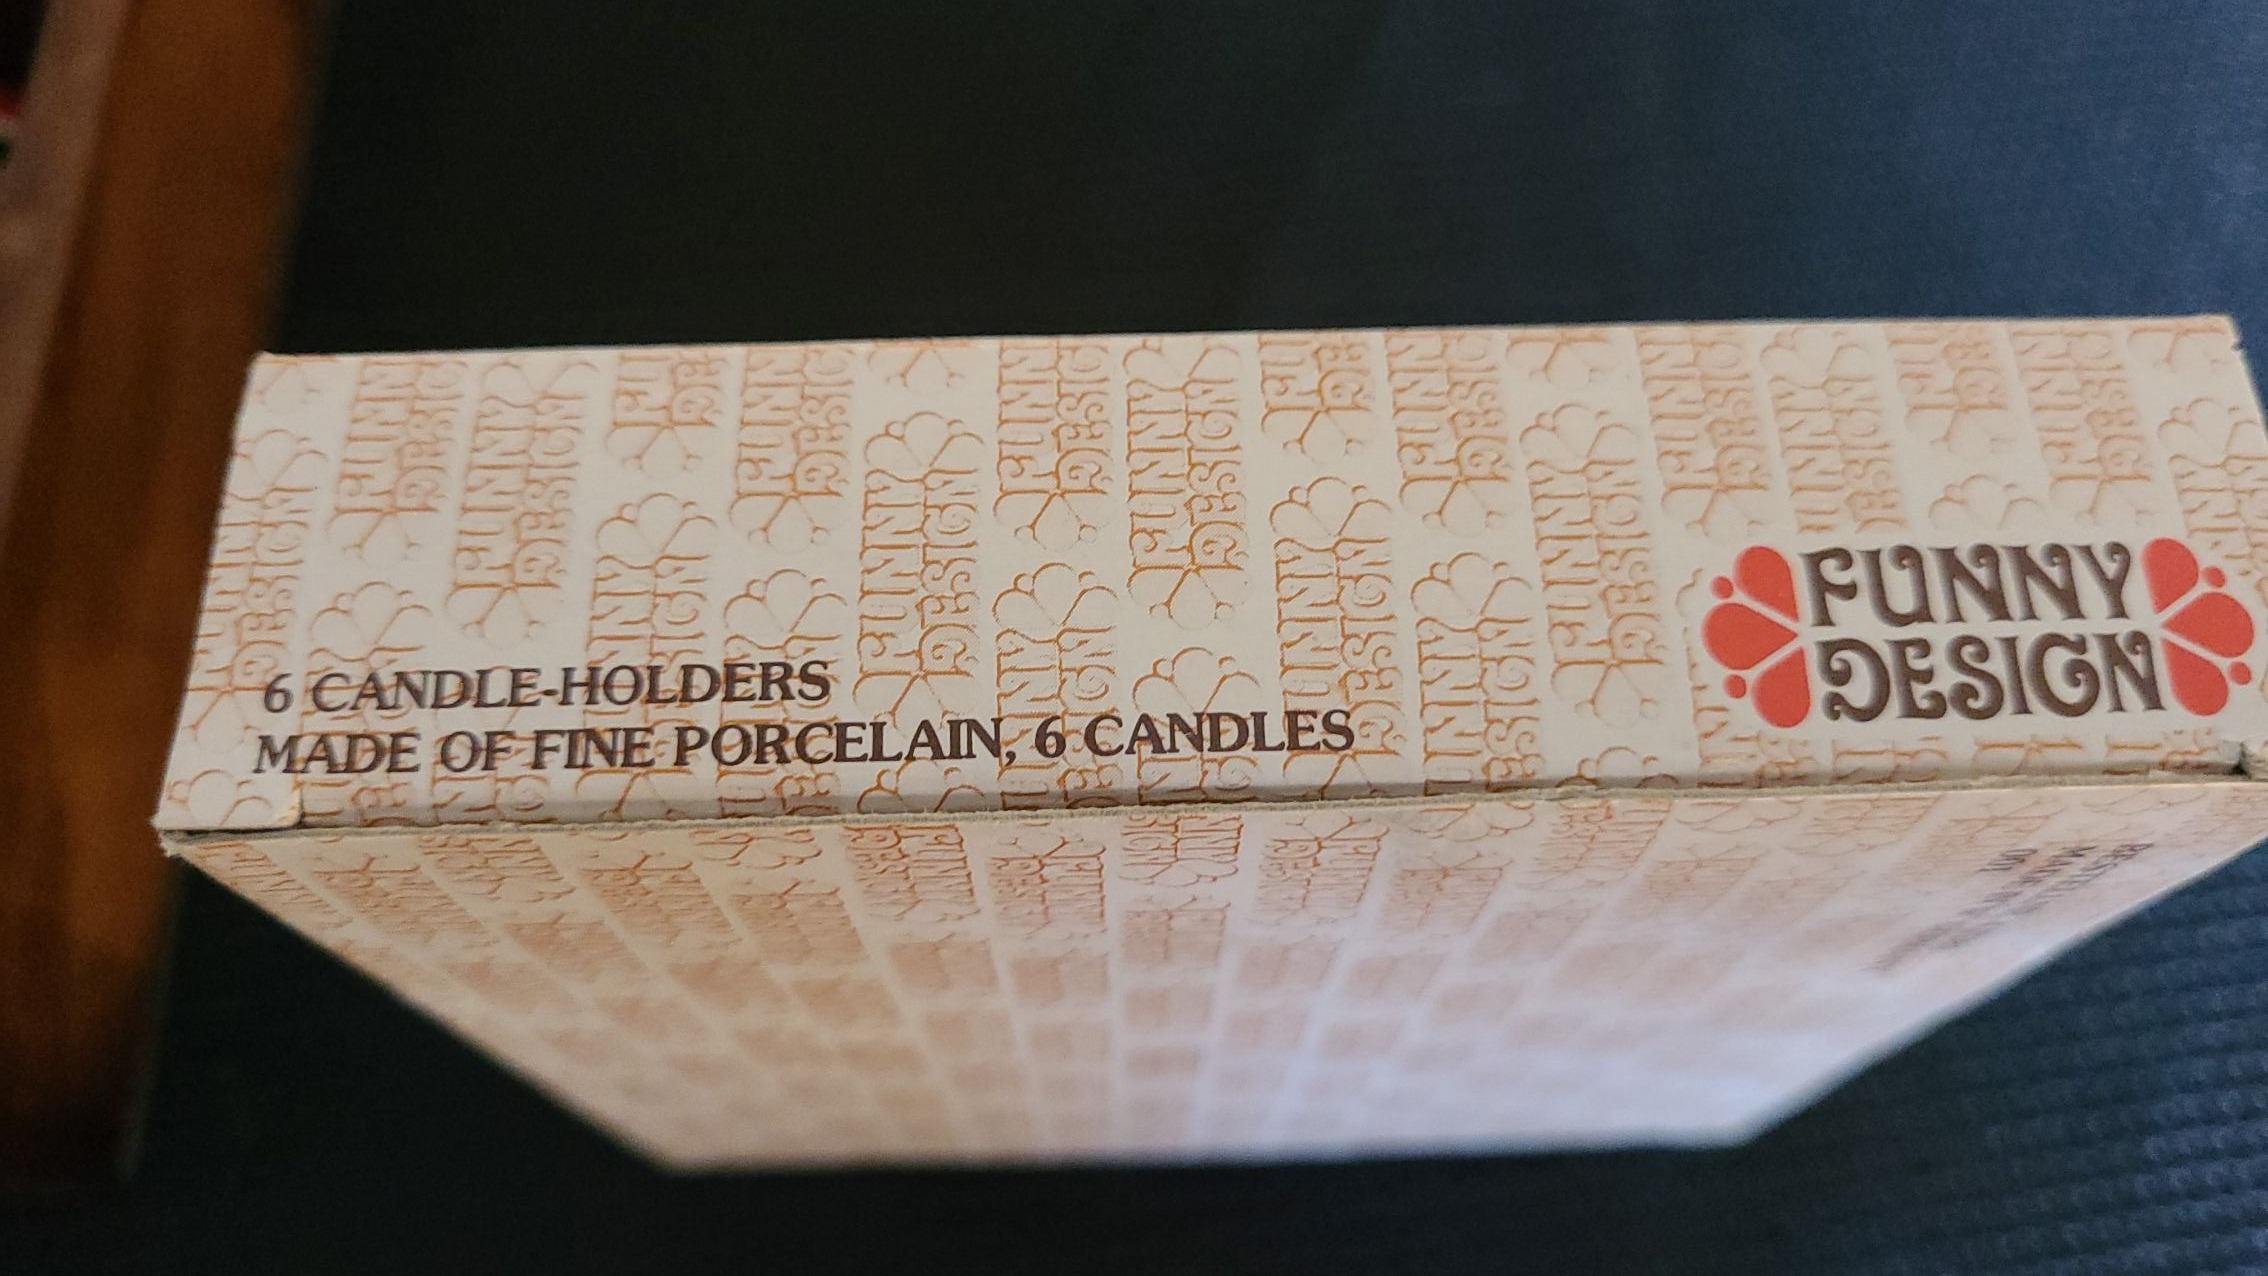 6 CANDLE-HOLDERS
MADE OF FINE PORCELAIN, 6 CANDLES
FUNNY
DESIGN